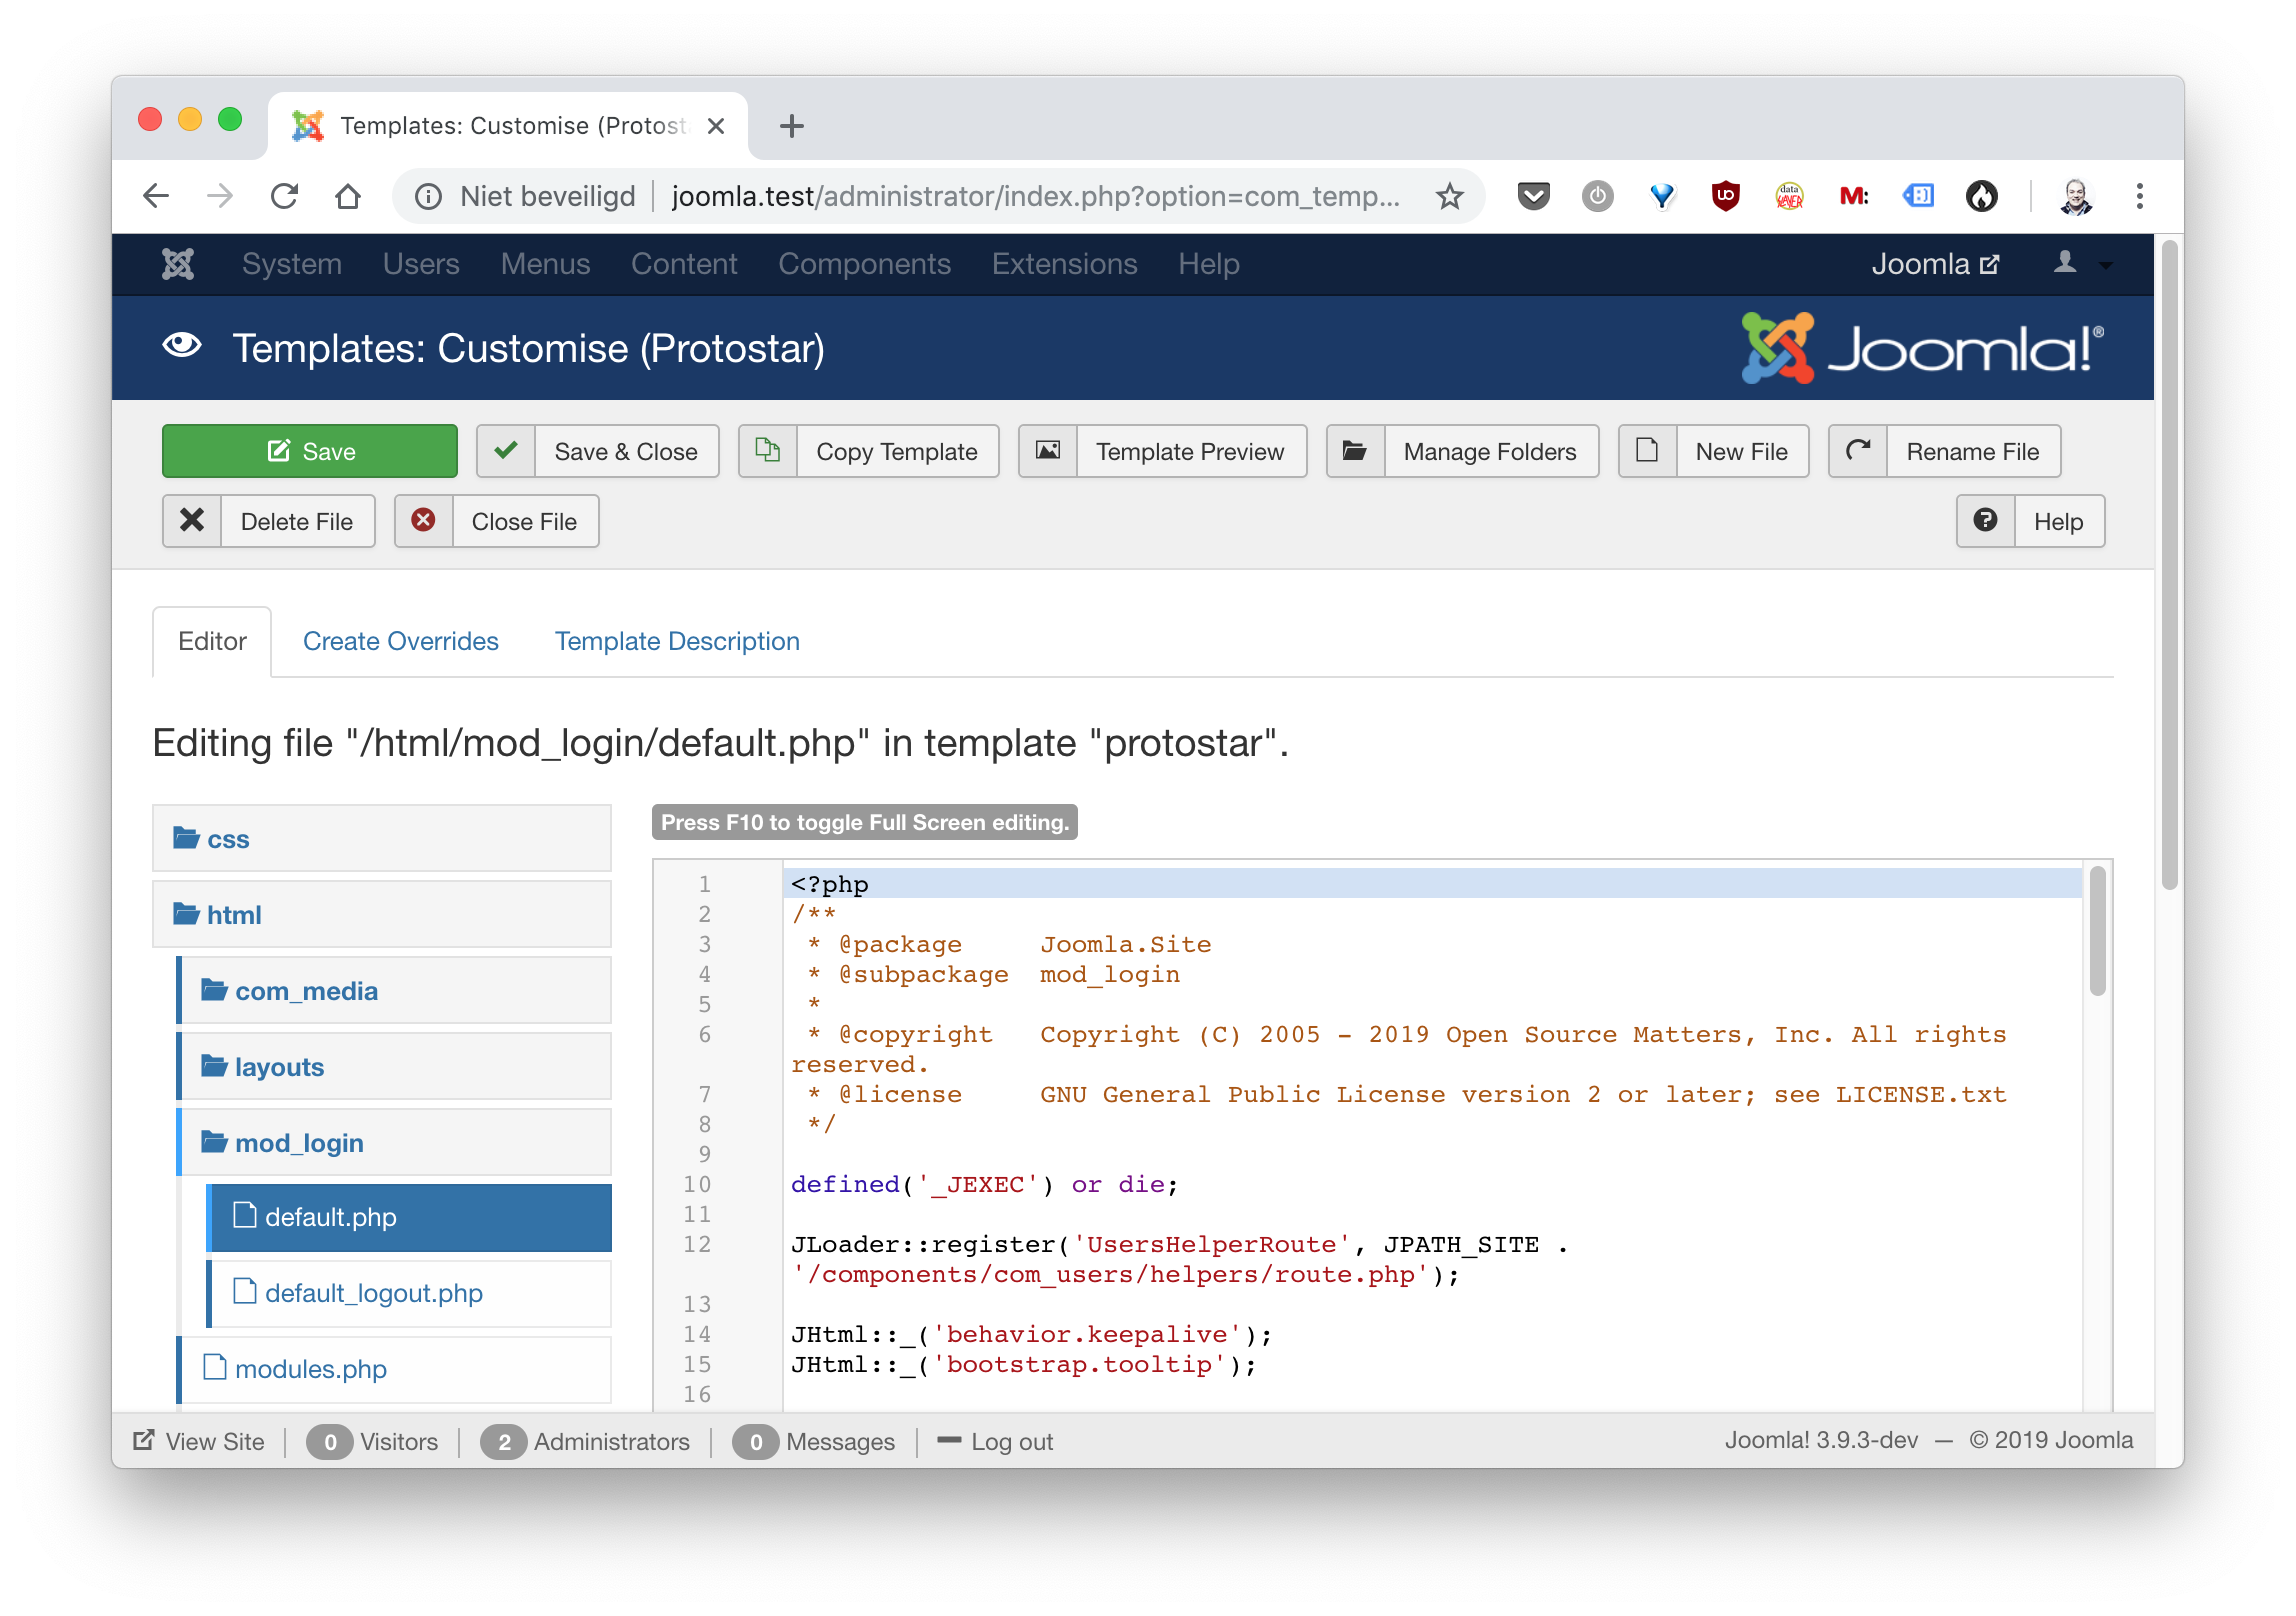 Templates: Customise (Protost
Niet beveiligd joomla.test/administrator/index.php?option=com_temp...
System Users Menus Content Components Extensions Help Joomla
Templates: Customise (Protostar) Joomla!®
Save Save & Close Copy Template Template Preview Manage Folders New File Rename File
Delete File Close File Help
Editor Create Overrides Template Description
Editing file "/html/mod_login/default.php" in template "protostar".
css
html
com_media
layouts
mod_login
default.php
default_logout.php
modules.php
Press F10 to toggle Full Screen editing.
1 <?php
2 /**
3  * @package     Joomla.Site
4  * @subpackage  mod_login
5  *
6  * @copyright   Copyright (C) 2005 - 2019 Open Source Matters, Inc. All rights
reserved.
7  * @license     GNU General Public License version 2 or later; see LICENSE.txt
8  */
9
10 defined('_JEXEC') or die;
11
12 JLoader::register('UsersHelperRoute', JPATH_SITE .
'/components/com_users/helpers/route.php');
13
14 JHtml::_('behavior.keepalive');
15 JHtml::_('bootstrap.tooltip');
16
View Site 0 Visitors 2 Administrators 0 Messages Log out Joomla! 3.9.3-dev — © 2019 Joomla